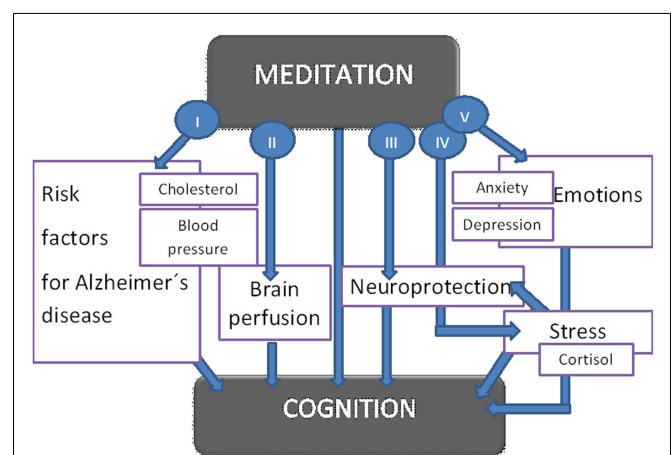 MEDITATION
I
II
III
IV
V
Risk
factors
for Alzheimer´s
disease
Cholesterol
Blood
pressure
Brain
perfusion
Neuroprotection
Anxiety
Depression
Emotions
Stress
Cortisol
COGNITION